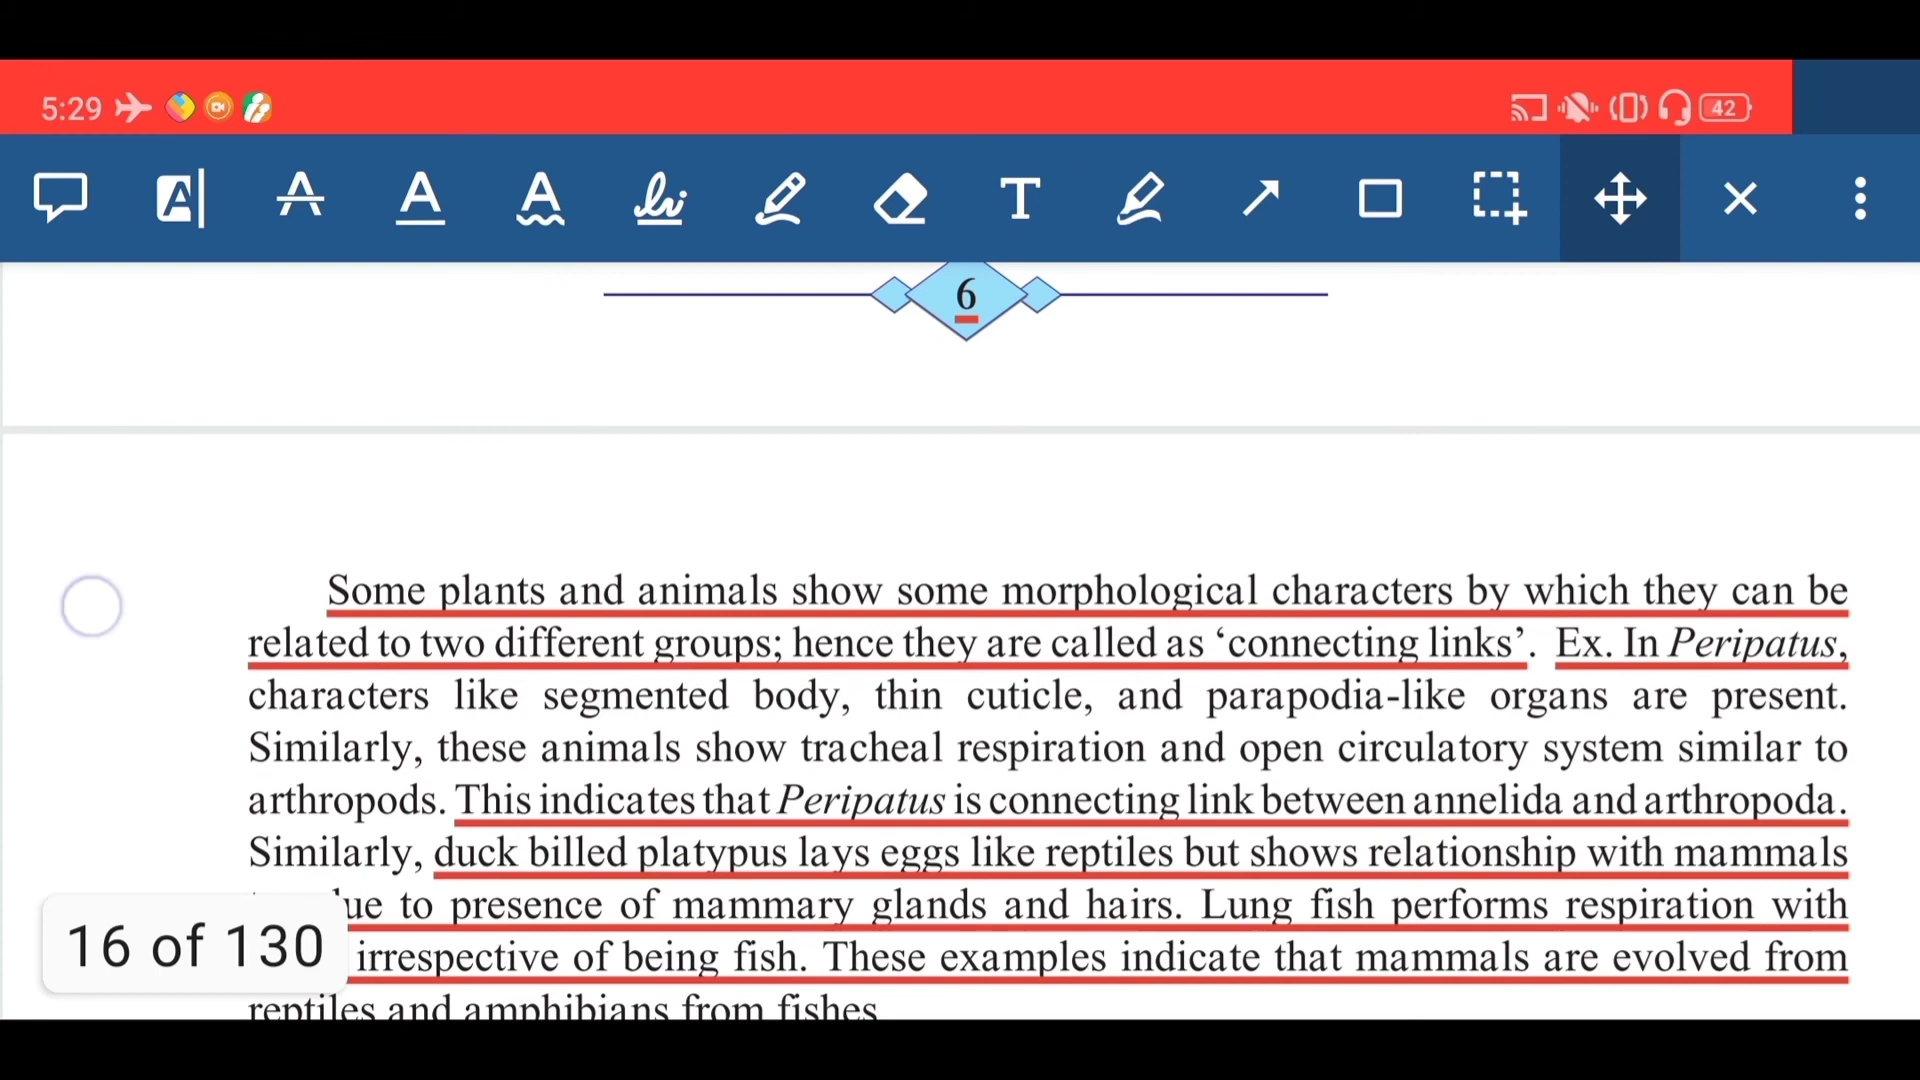 5:29
42
A
A
A
A
T
6
Some plants and animals show some morphological characters by which they can be
related to two different groups; hence they are called as ‘connecting links’. Ex. In Peripatus,
characters like segmented body, thin cuticle, and parapodia-like organs are present.
Similarly, these animals show tracheal respiration and open circulatory system similar to
arthropods. This indicates that Peripatus is connecting link between annelida and arthropoda.
Similarly, duck billed platypus lays eggs like reptiles but shows relationship with mammals
to presence of mammary glands and hairs. Lung fish performs respiration with
irrespective of being fish. These examples indicate that mammals are evolved from
reptiles and amphibians from fishes
16 of 130